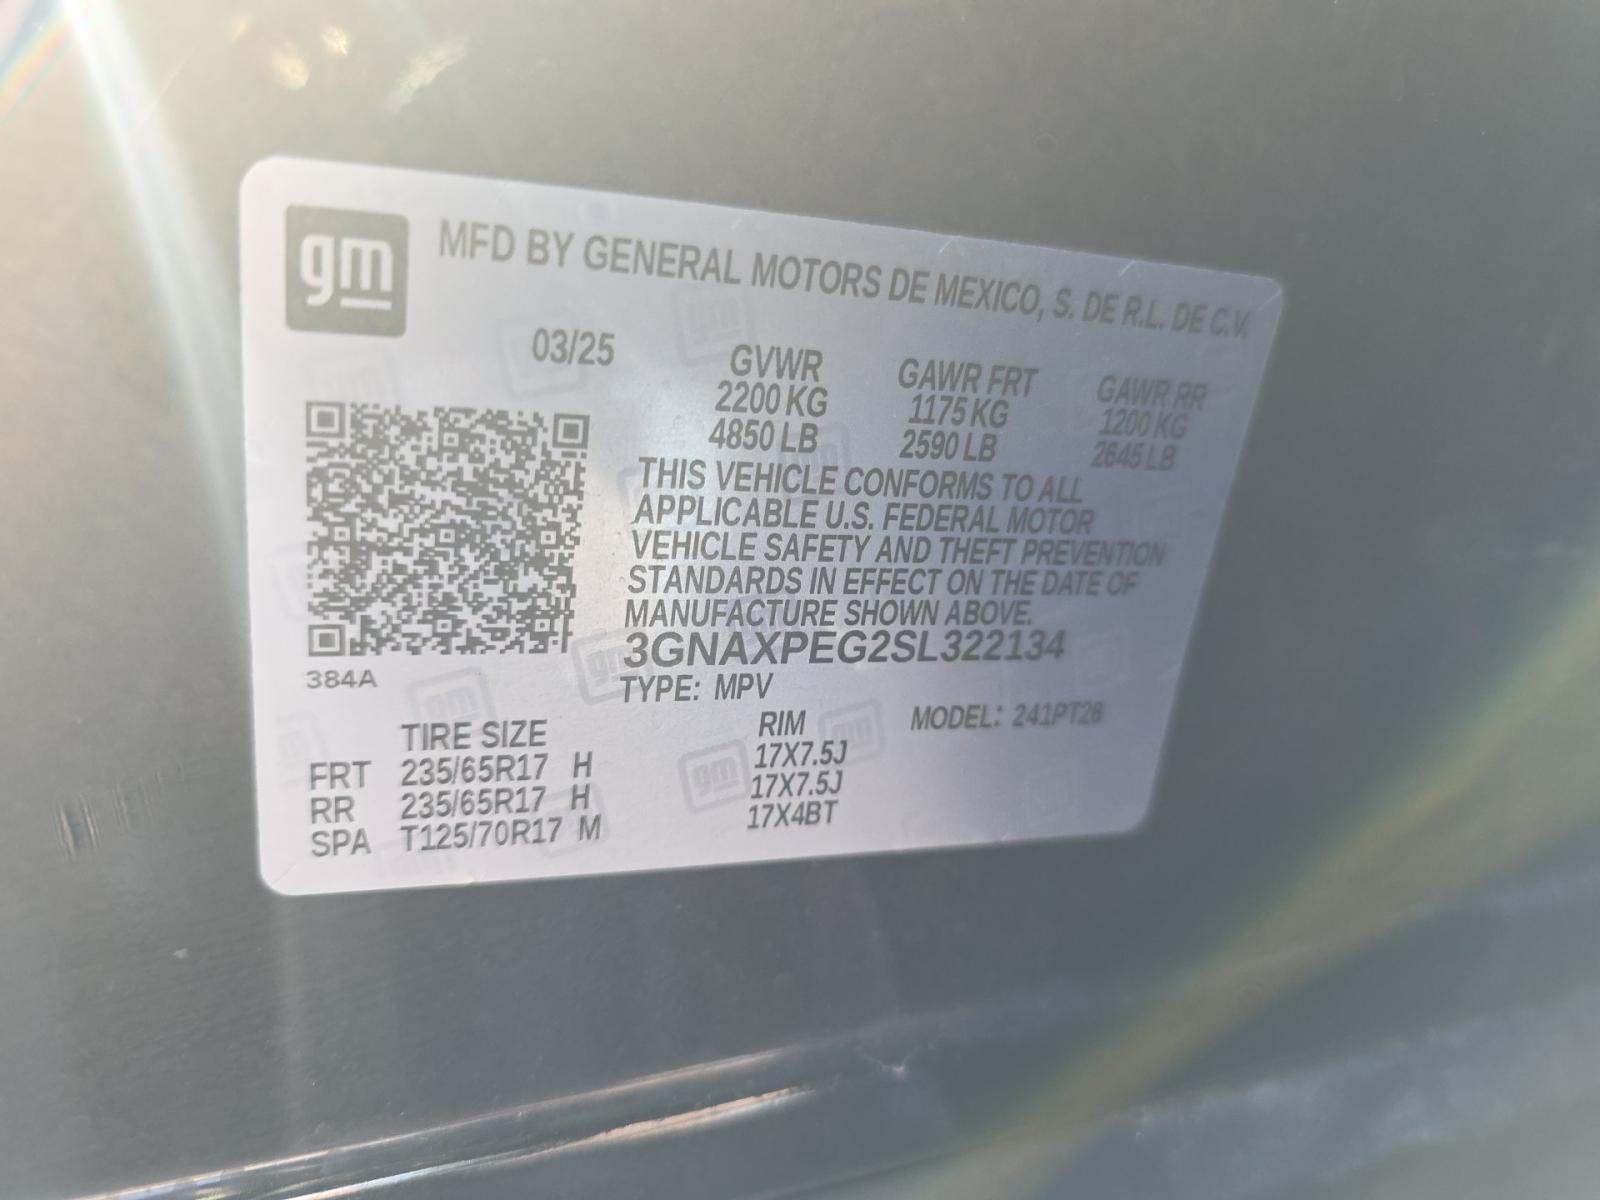 gm
MFD BY GENERAL MOTORS DE MEXICO, S. DE R.L. DE C.V.
03/25 GVWR GAWR FRT GAWR RR
2200 KG 1175 KG 1200 KG
4850 LB 2590 LB 2645 LB
THIS VEHICLE CONFORMS TO ALL
APPLICABLE U.S. FEDERAL MOTOR
VEHICLE SAFETY AND THEFT PREVENTION
STANDARDS IN EFFECT ON THE DATE OF
MANUFACTURE SHOWN ABOVE.
3GNAXPEG2SL322134
384A
TYPE: MPV
TIRE SIZE RIM MODEL: 241PT26
FRT 235/65R17 H 17X7.5J
RR 235/65R17 H 17X7.5J
SPA T125/70R17 M 17X4BT